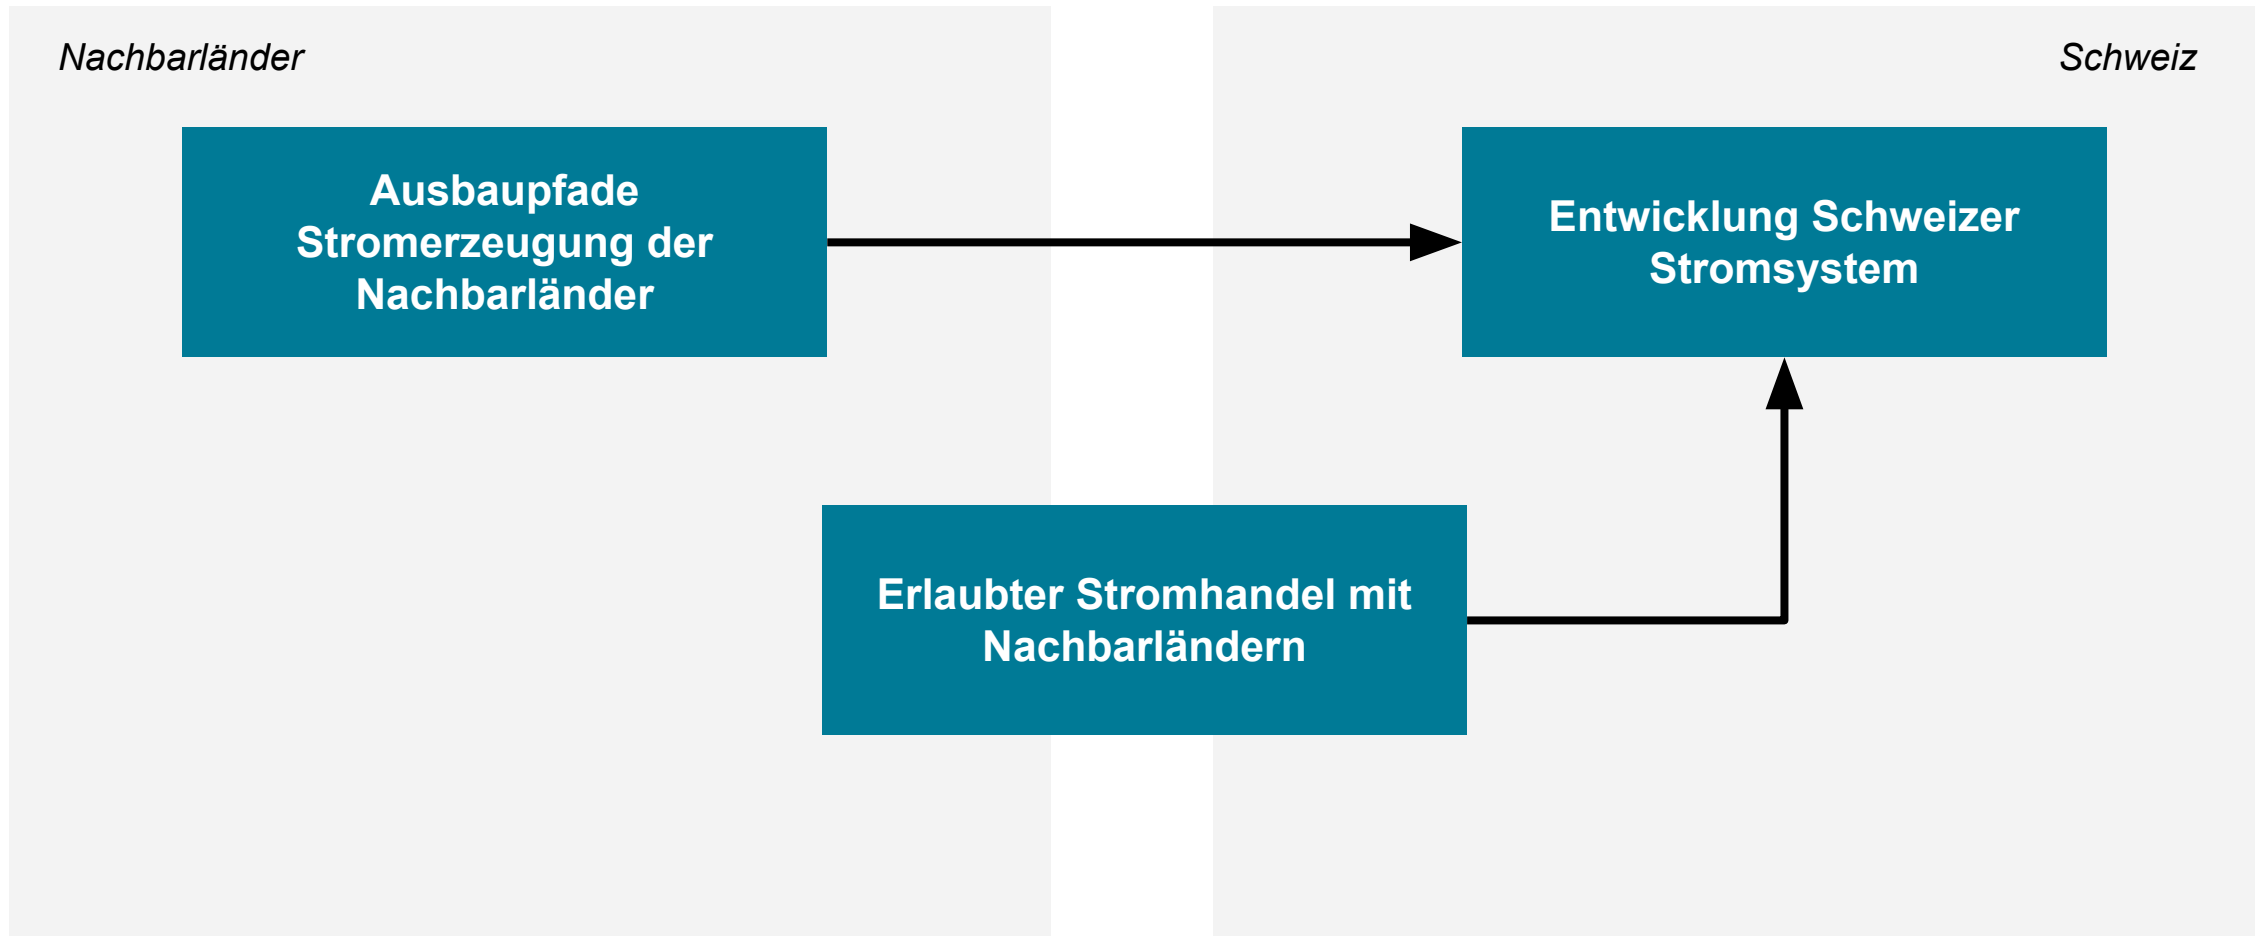 Nachbarländer
Schweiz
Ausbaupfade
Stromerzeugung der
Nachbarländer
Entwicklung Schweizer
Stromsystem
Erlaubter Stromhandel mit
Nachbarländern